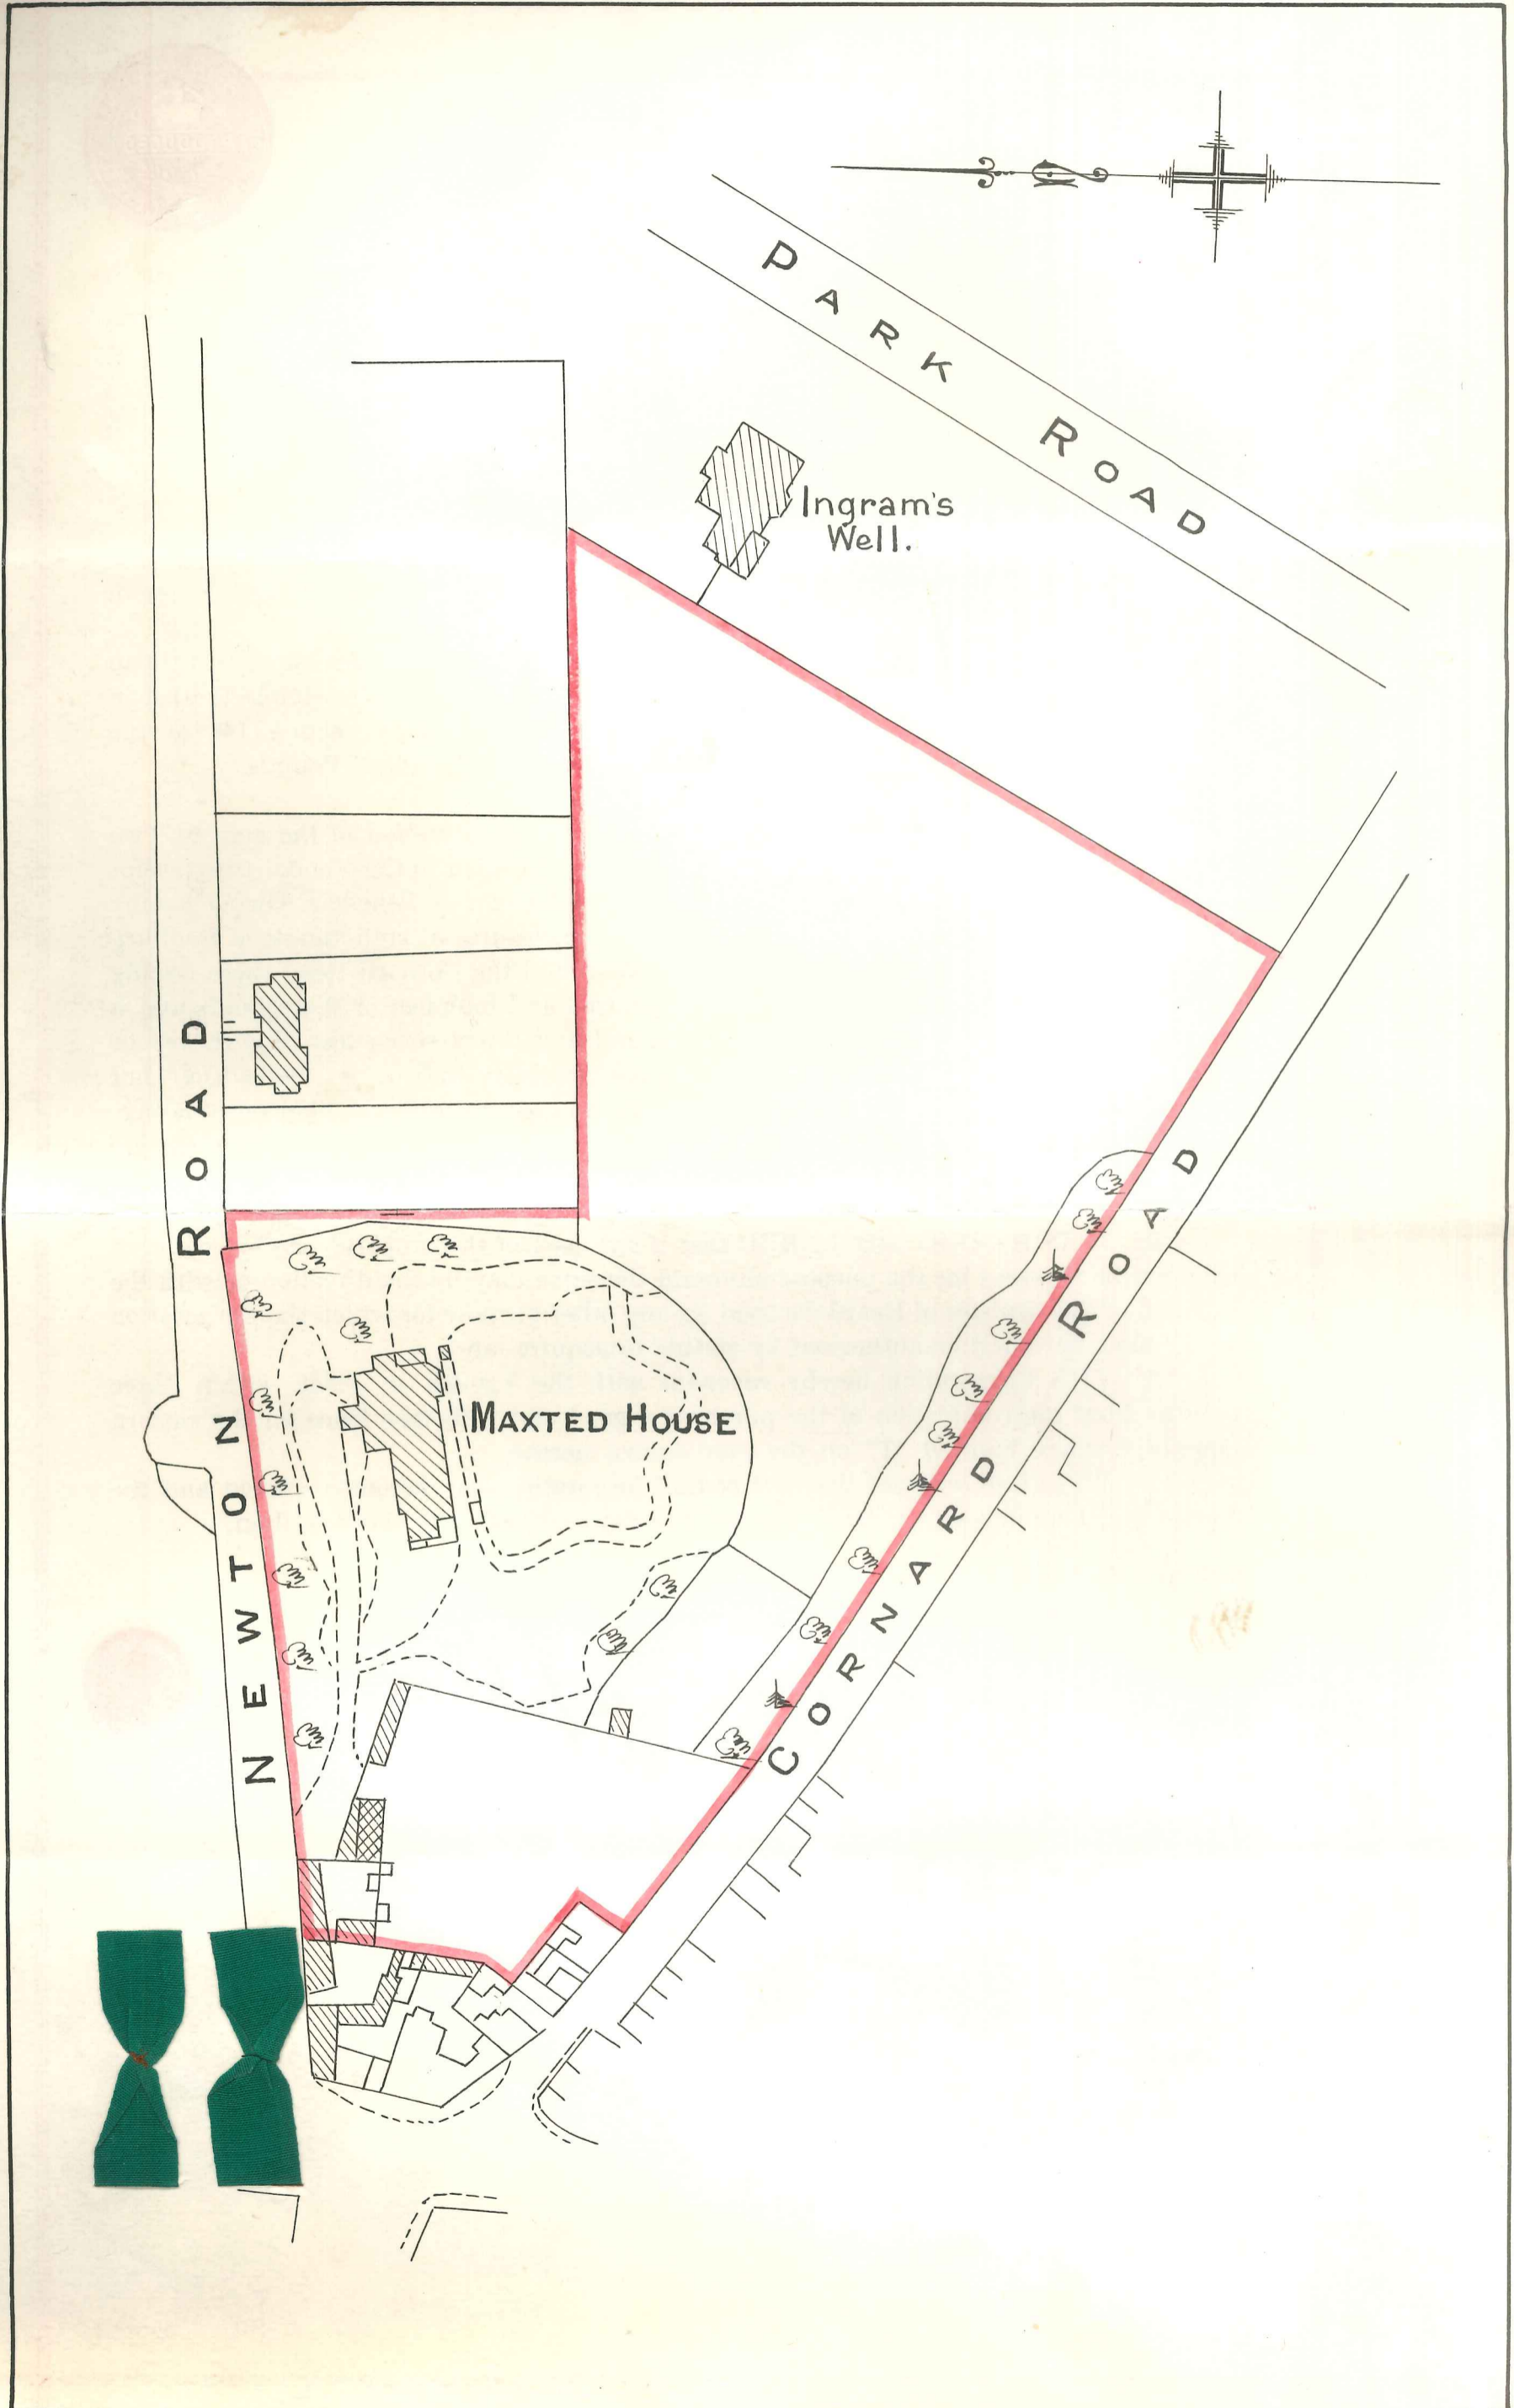 PARK ROAD
Ingram's
Well.
NEWTON ROAD
MAXTED HOUSE
CORNARD ROAD